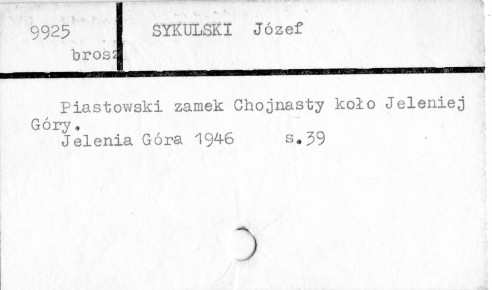 9925 SYKULSKI Józef
brosz
Piastowski zamek Chojnasty koło Jeleniej
Góry.
Jelenia Góra 1946 s.39